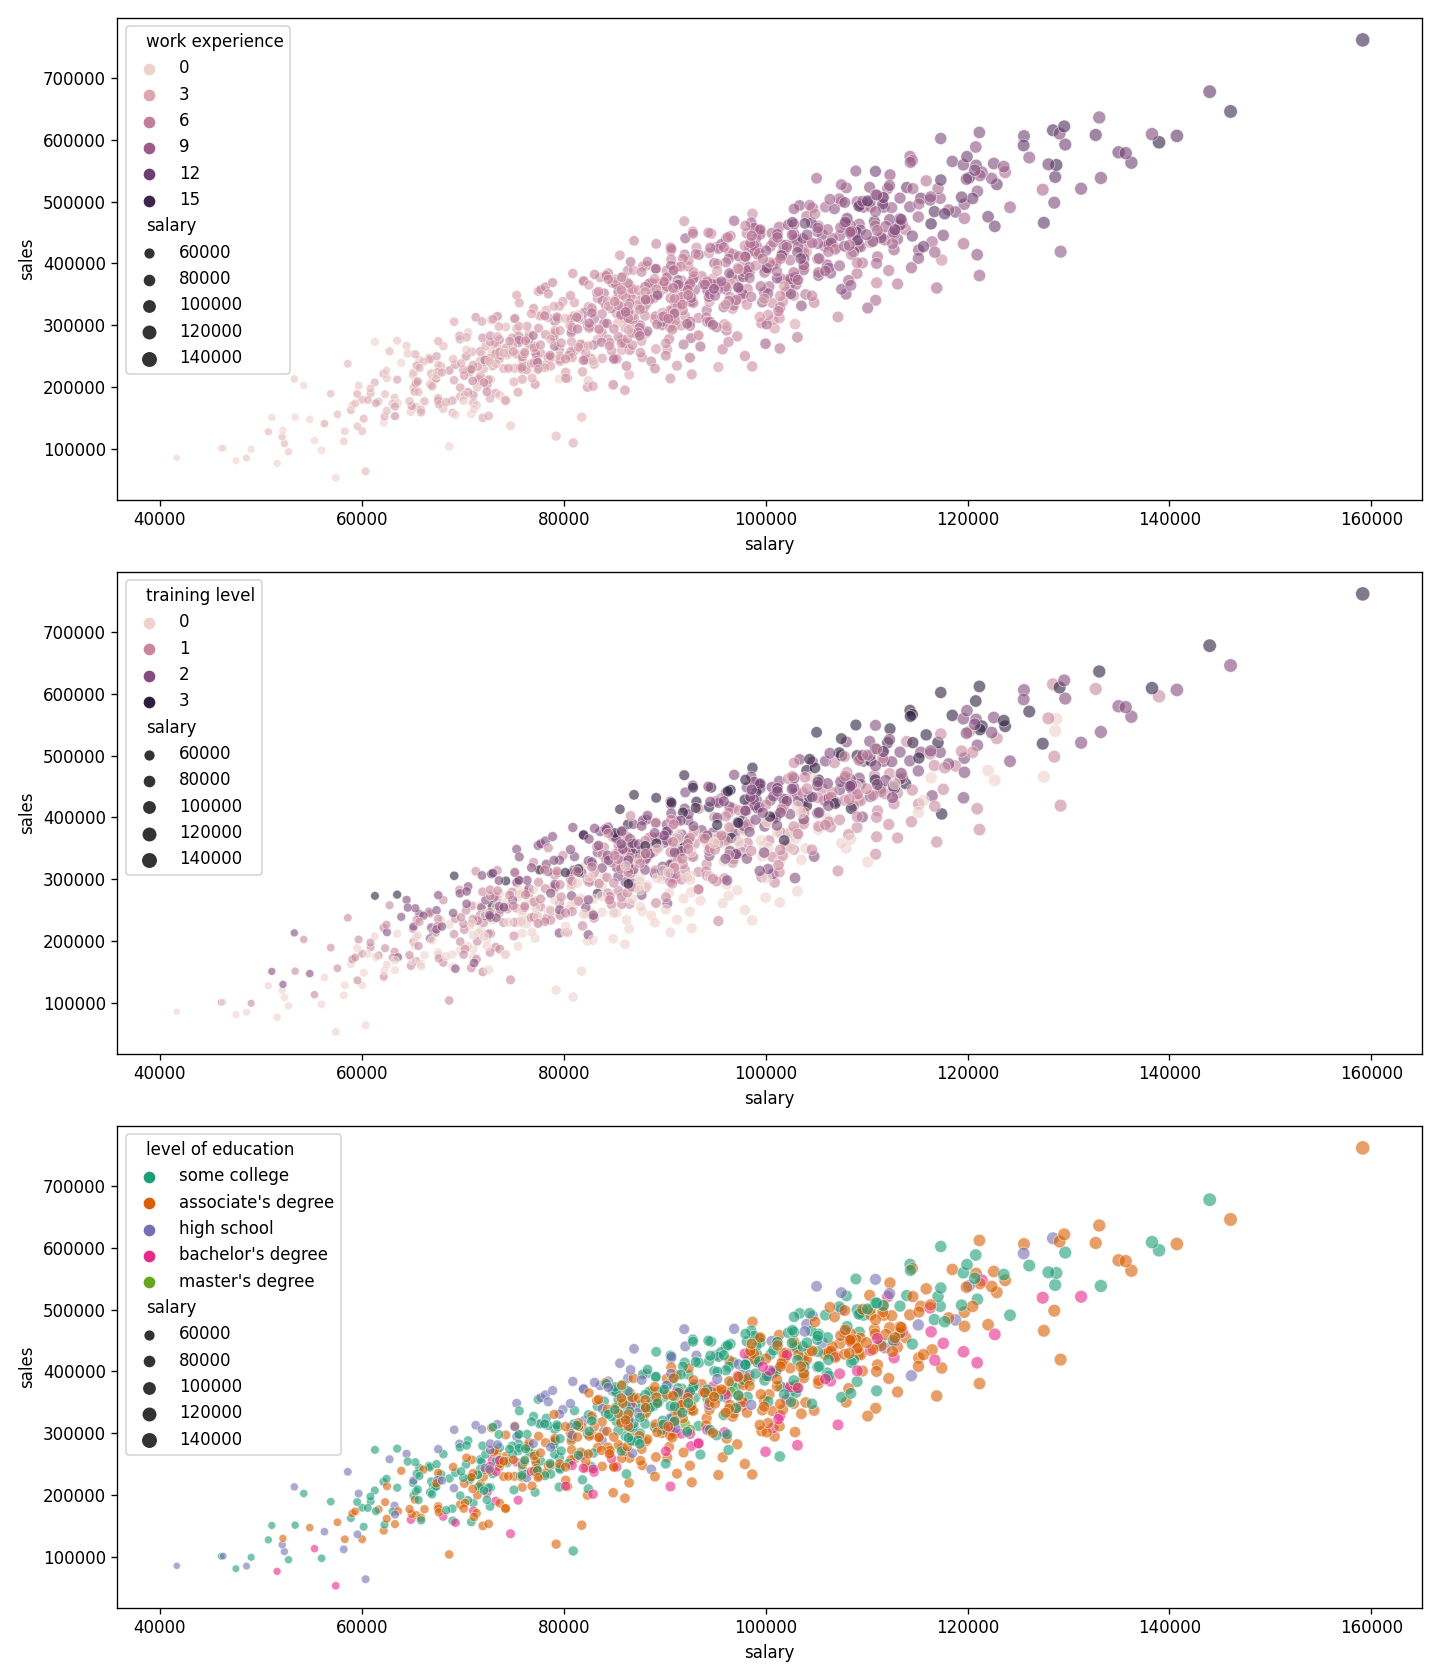 work experience
0
3
6
9
12
15
salary
60000
80000
100000
120000
140000
700000
600000
500000
400000
300000
200000
100000
sales
40000 60000 80000 100000 120000 140000 160000
salary
training level
0
1
2
3
salary
60000
80000
100000
120000
140000
700000
600000
500000
400000
300000
200000
100000
sales
40000 60000 80000 100000 120000 140000 160000
salary
level of education
some college
associate's degree
high school
bachelor's degree
master's degree
salary
60000
80000
100000
120000
140000
700000
600000
500000
400000
300000
200000
100000
sales
40000 60000 80000 100000 120000 140000 160000
salary